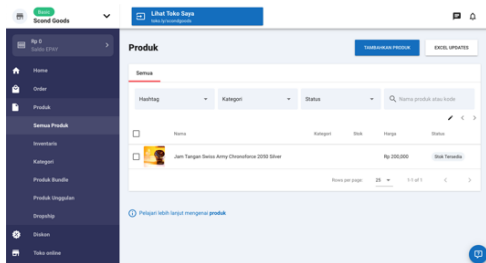 Basic
Scond Goods
Lihat Toko Saya
toko.ly/scondgoods
Rp 0
Saldo EPAY
Produk
TAMBAHKAN PRODUK
EXCEL UPDATES
Home
Order
Produk
Semua Produk
Inventaris
Kategori
Produk Bundle
Produk Unggulan
Dropship
Diskon
Toko online
Semua
Hashtag
Kategori
Status
Nama produk atau kode
Nama
Kategori
Stok
Harga
Status
Jam Tangan Swiss Army Chronoforce 2050 Silver
Rp 200,000
Stok Tersedia
Rows per page:
25
1-1 of 1
Pelajari lebih lanjut mengenai produk